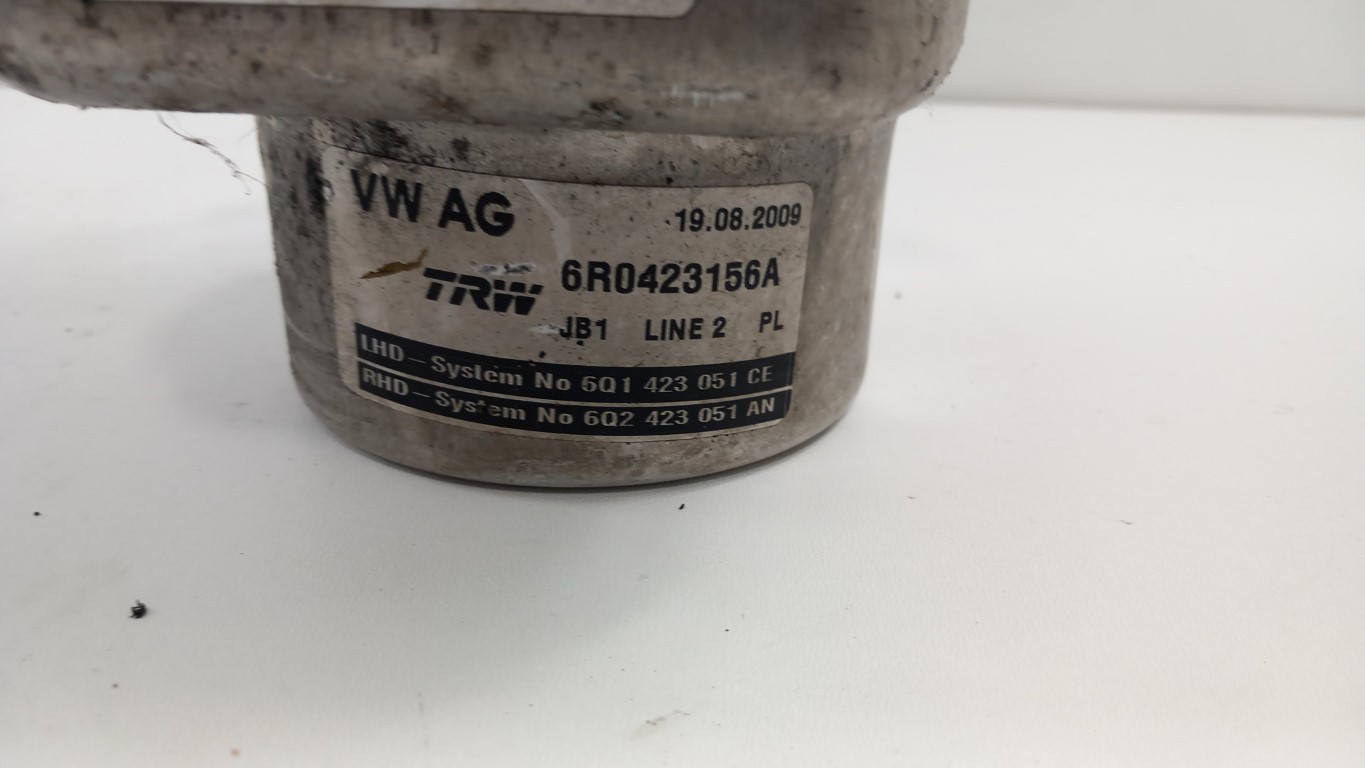 VW AG 19.08.2009
TRW 6R0423156A
JB1 LINE 2 PL
LHD - System No 6Q1 423 051 CE
RHD - System No 6Q2 423 051 AN